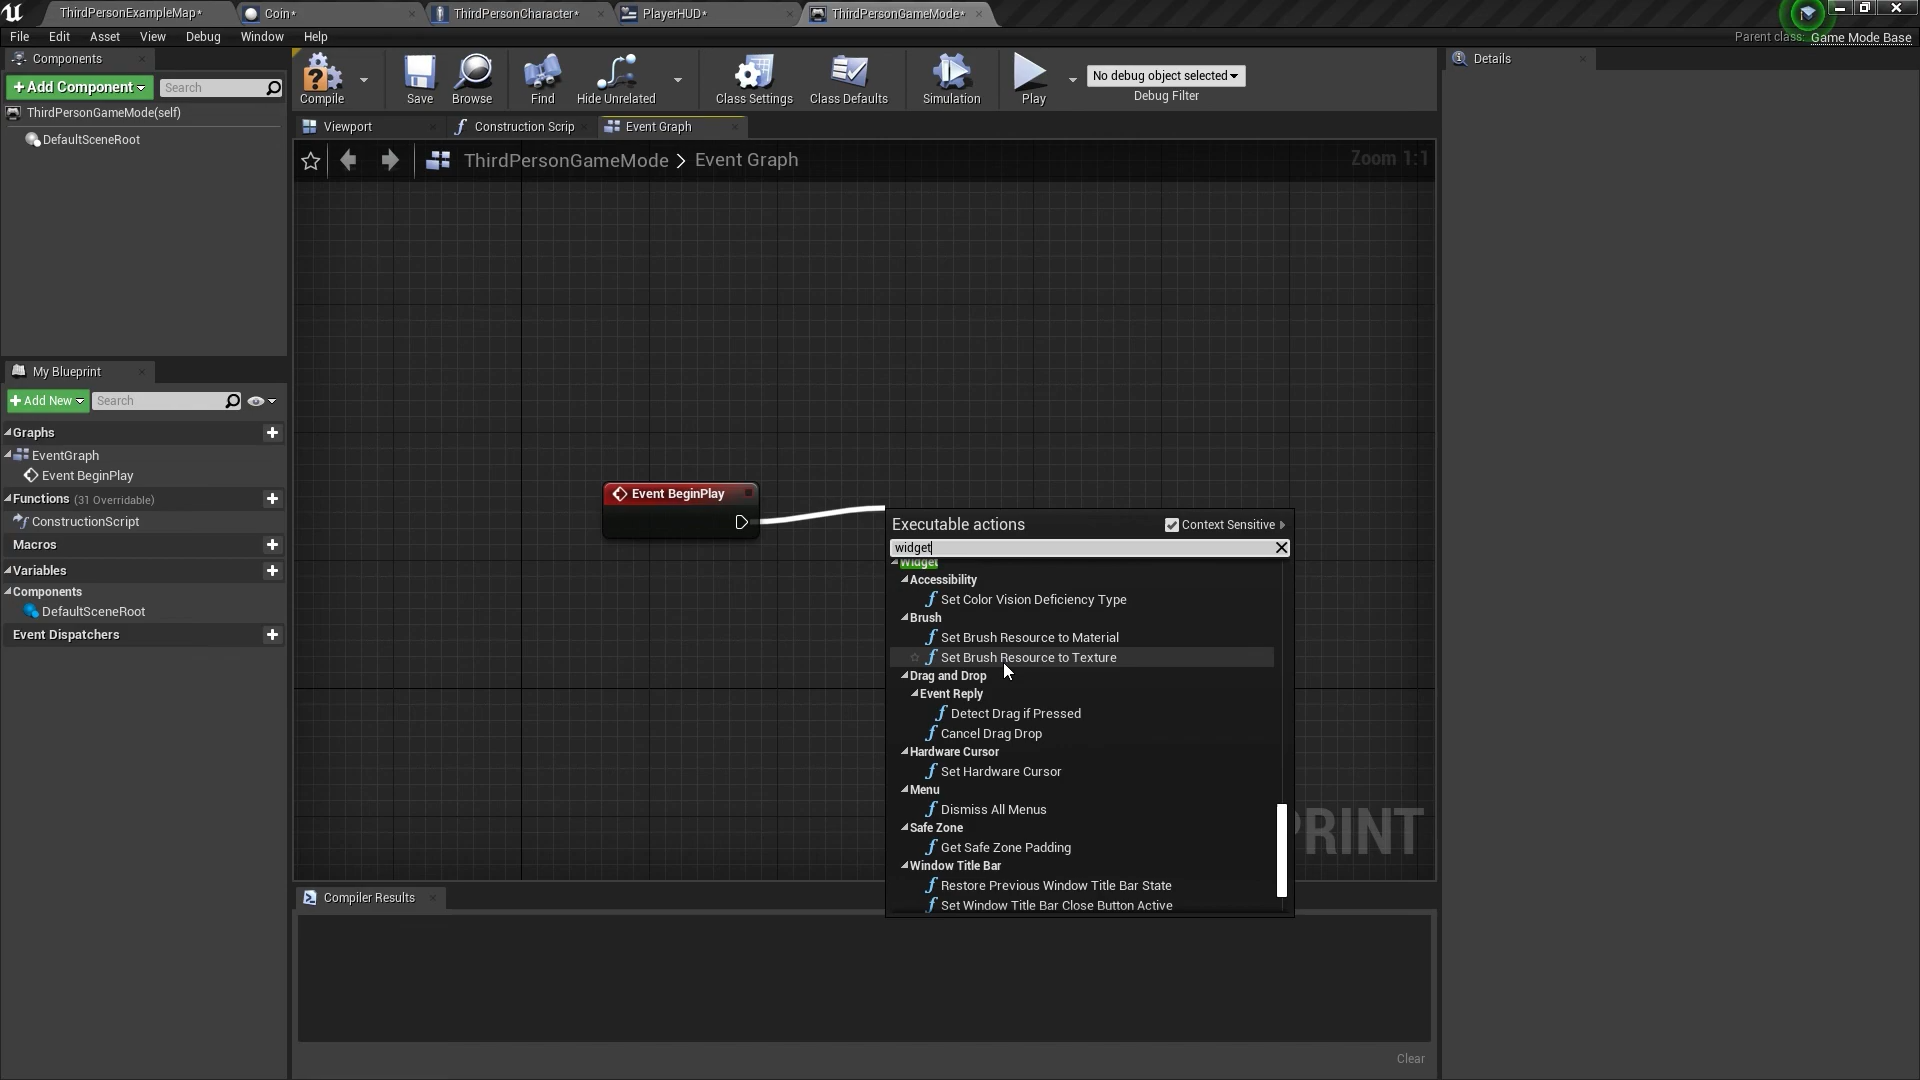 ThirdPersonExampleMap*
Coin*
ThirdPersonCharacter*
PlayerHUD*
ThirdPersonGameMode*
File Edit Asset View Debug Window Help
Parent class: Game Mode Base
Components
+Add Component
Search
ThirdPersonGameMode(self)
DefaultSceneRoot
Compile
Save
Browse
Find
Hide Unrelated
Class Settings
Class Defaults
Simulation
Play
No debug object selected
Debug Filter
Details
Viewport
Construction Scrip
Event Graph
ThirdPersonGameMode > Event Graph
Zoom 1:1
My Blueprint
+Add New
Search
Graphs
EventGraph
Event BeginPlay
Functions (31 Overridable)
ConstructionScript
Macros
Variables
Components
DefaultSceneRoot
Event Dispatchers
Event BeginPlay
Executable actions
Context Sensitive
widget
Widget
Accessibility
Set Color Vision Deficiency Type
Brush
Set Brush Resource to Material
Set Brush Resource to Texture
Drag and Drop
Event Reply
Detect Drag if Pressed
Cancel Drag Drop
Hardware Cursor
Set Hardware Cursor
Menu
Dismiss All Menus
Safe Zone
Get Safe Zone Padding
Window Title Bar
Restore Previous Window Title Bar State
Set Window Title Bar Close Button Active
PRINT
Compiler Results
Clear